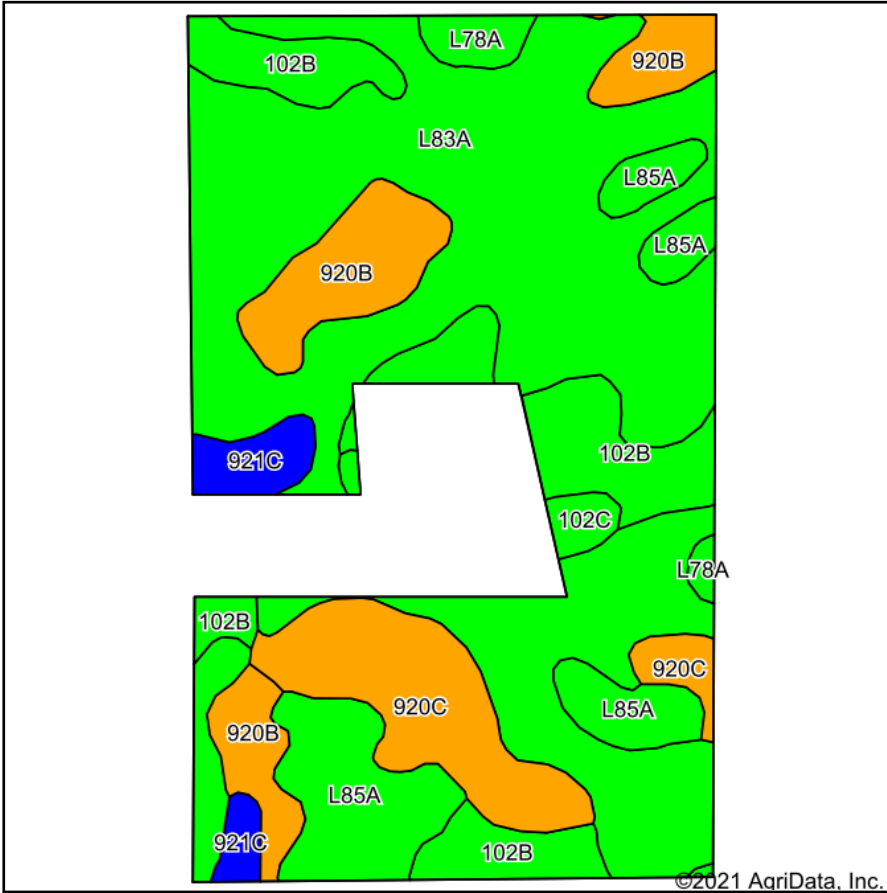 L78A
102B
920B
L83A
L85A
L85A
920B
102B
921C
102C
L78A
102B
920C
920C
L85A
920B
L85A
921C
102B
©2021 AgriData, Inc.